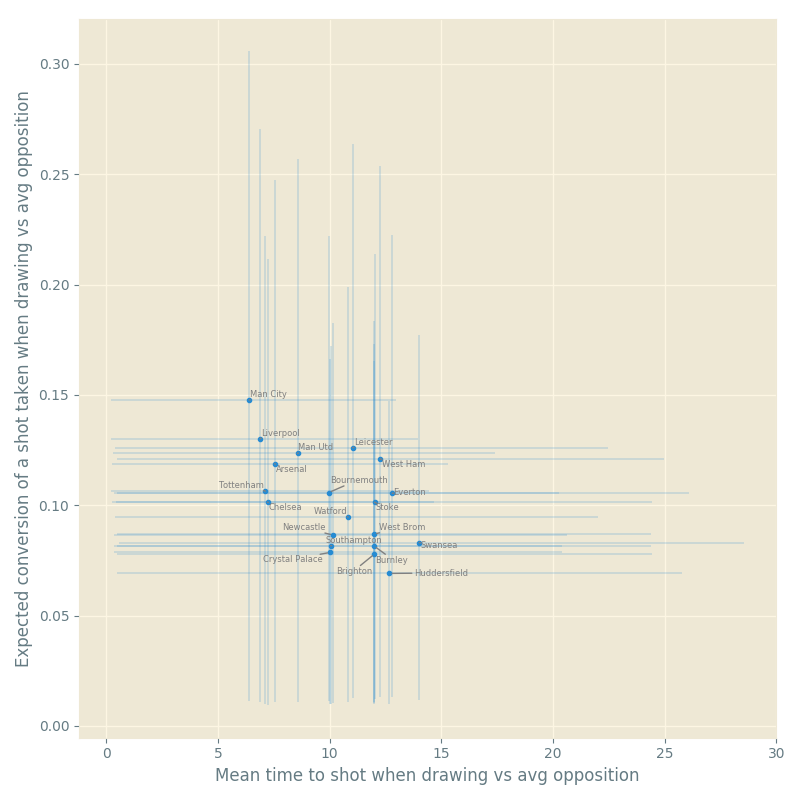 Expected conversion of a shot taken when drawing vs avg opposition
0.30
0.25
0.20
0.15
0.10
0.05
0.00
Man City
Liverpool
Man Utd
Leicester
Arsenal
West Ham
Tottenham
Bournemouth
Everton
Chelsea
Watford
Stoke
Newcastle
West Brom
Southampton
Swansea
Crystal Palace
Burnley
Brighton
Huddersfield
0
5
10
15
20
25
30
Mean time to shot when drawing vs avg opposition